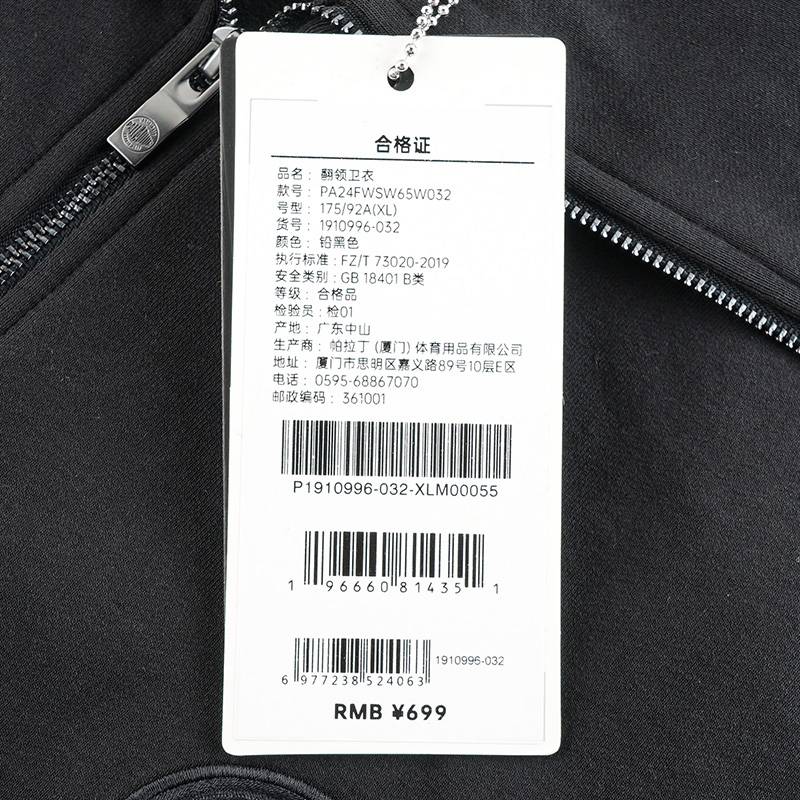 合格证
品名：翻领卫衣
款号：PA24FWSW65W032
号型：175/92A(XL)
货号：1910996-032
颜色：铅黑色
执行标准：FZ/T 73020-2019
安全类别：GB 18401 B类
等级：合格品
检验员：检01
产地：广东中山
生产商：帕拉丁(厦门)体育用品有限公司
地址：厦门市思明区嘉义路89号10层E区
电话：0595-68867070
邮政编码：361001
P1910996-032-XLM00055
1 96660 81435 1
1910996-032
6 977238 524063
RMB ¥699